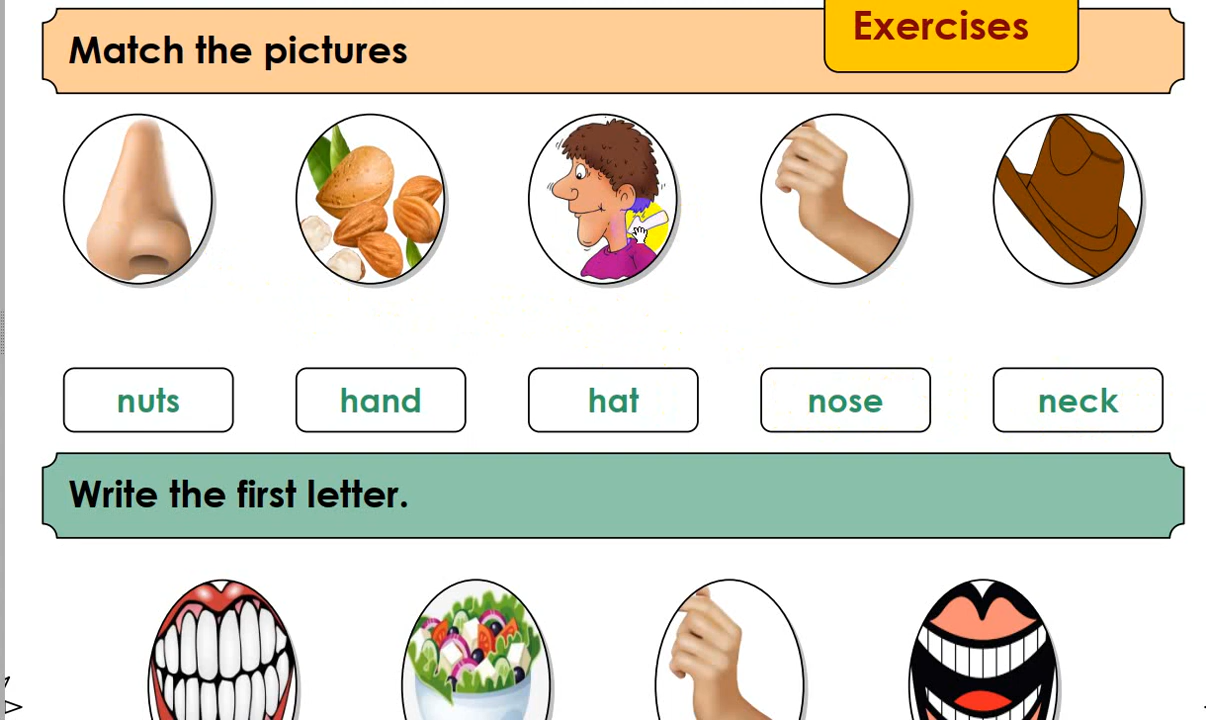 Exercises
Match the pictures
nuts hand hat nose neck
Write the first letter.